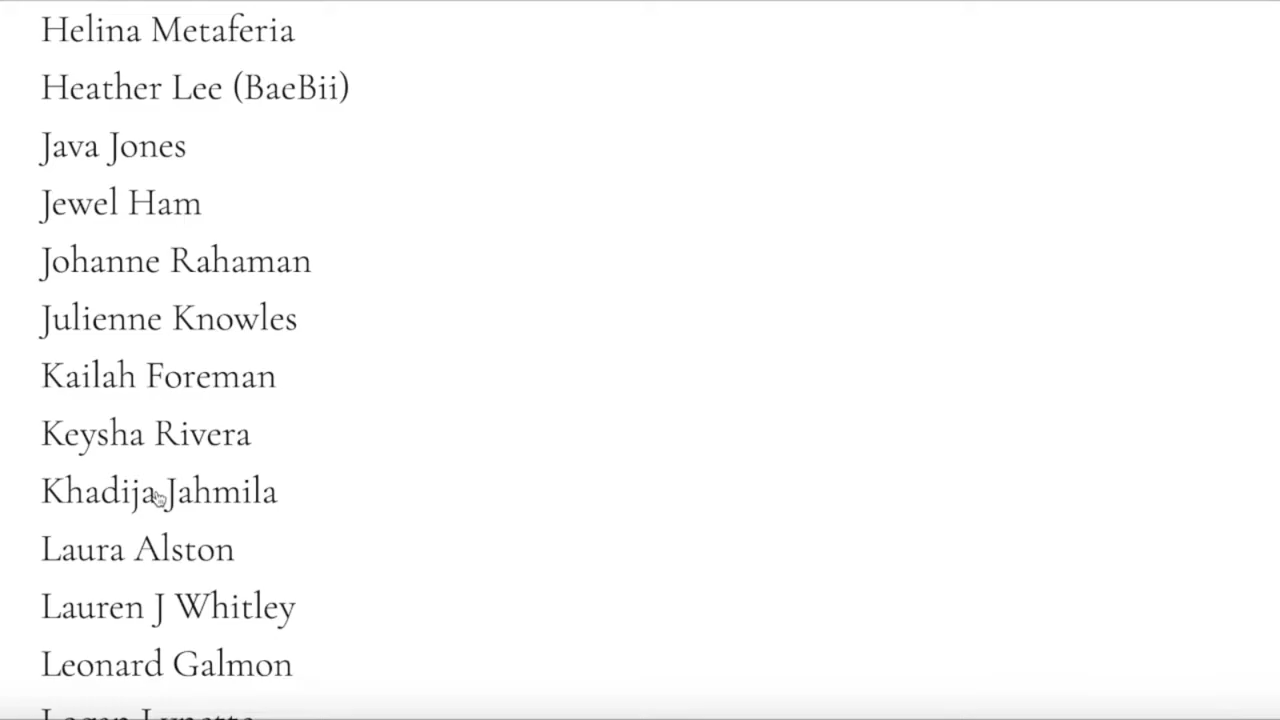 Helina Metaferia
Heather Lee (BaeBii)
Java Jones
Jewel Ham
Johanne Rahaman
Julienne Knowles
Kailah Foreman
Keysha Rivera
Khadija Jahmila
Laura Alston
Lauren J Whitley
Leonard Galmon